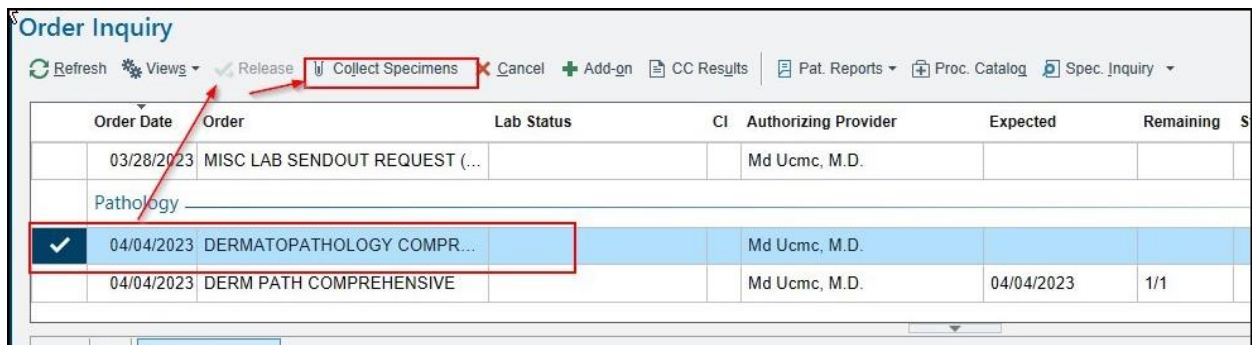 Order Inquiry
Refresh Views Release Collect Specimens Cancel Add-on CC Results Pat. Reports Proc. Catalog Spec. Inquiry
Order Date Order Lab Status CI Authorizing Provider Expected Remaining S
03/28/2023 MISC LAB SENDOUT REQUEST (... Md Ucmc, M.D.
Pathology
04/04/2023 DERMATOPATHOLOGY COMPR... Md Ucmc, M.D.
04/04/2023 DERM PATH COMPREHENSIVE Md Ucmc, M.D. 04/04/2023 1/1